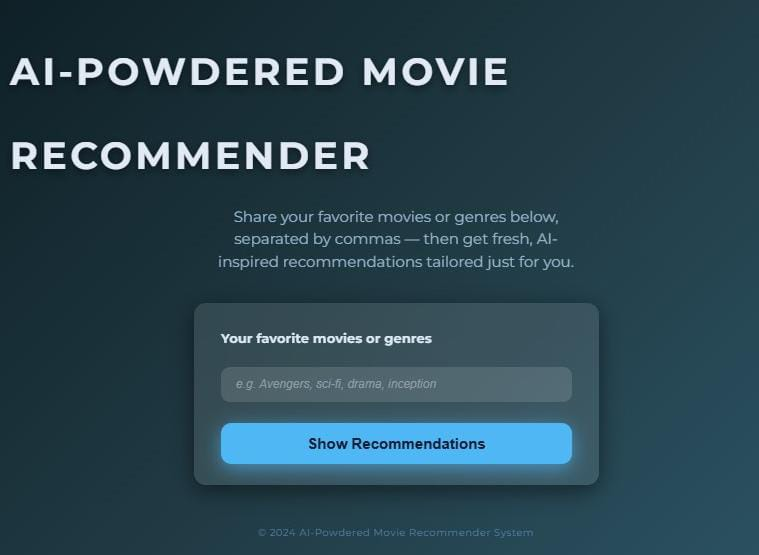 AI-POWDERED MOVIE
RECOMMENDER
Share your favorite movies or genres below,
separated by commas — then get fresh, AI-
inspired recommendations tailored just for you.
Your favorite movies or genres
e.g. Avengers, sci-fi, drama, inception
Show Recommendations
© 2024 AI-Powdered Movie Recommender System